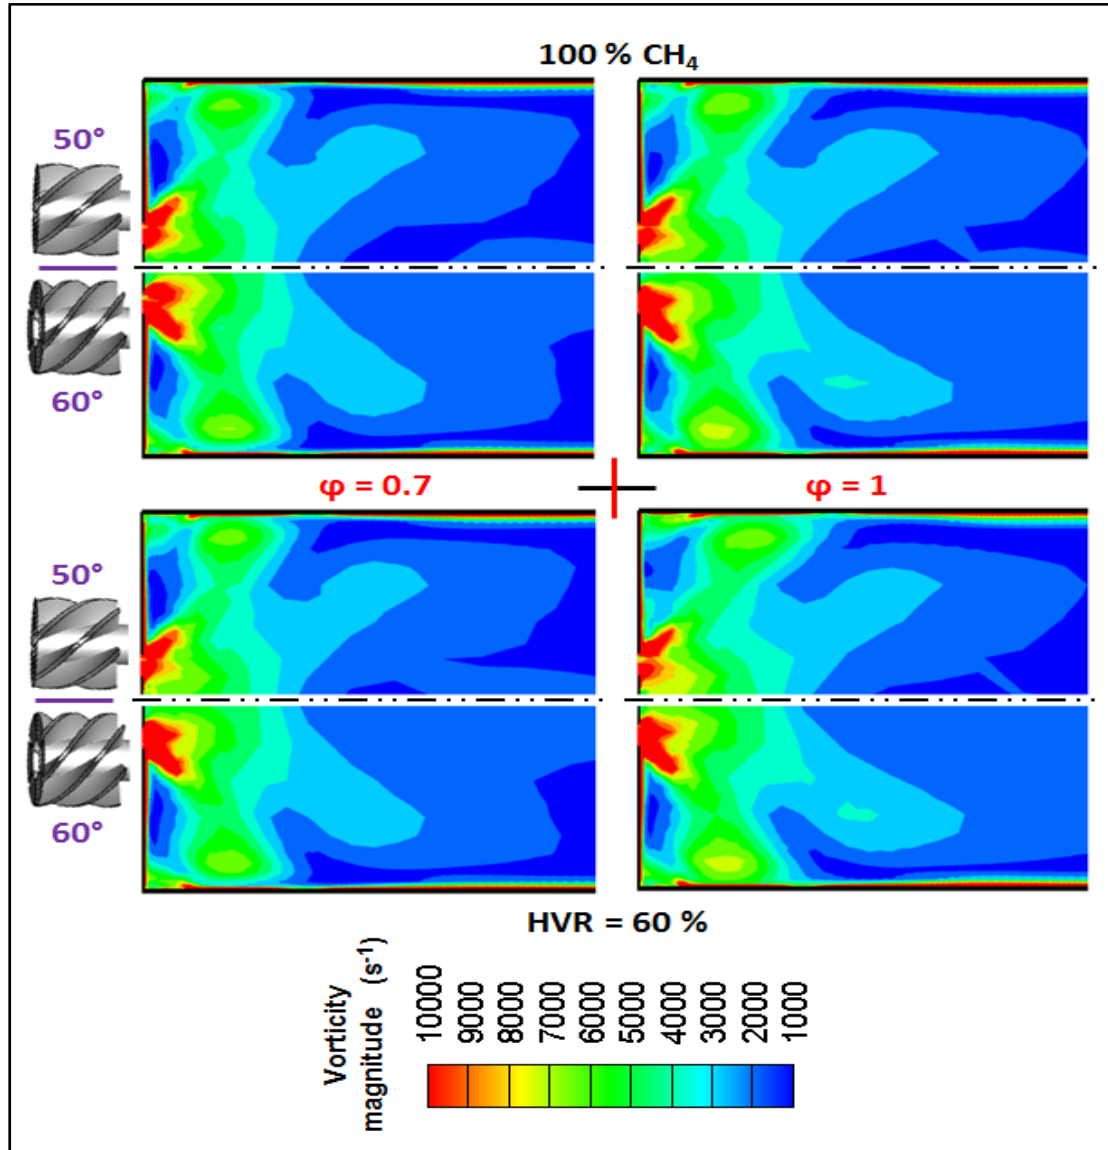 100 % CH₄
50°
60°
φ = 0.7
φ = 1
50°
60°
HVR = 60 %
Vorticity
magnitude (s⁻¹)
10000
9000
8000
7000
6000
5000
4000
3000
2000
1000